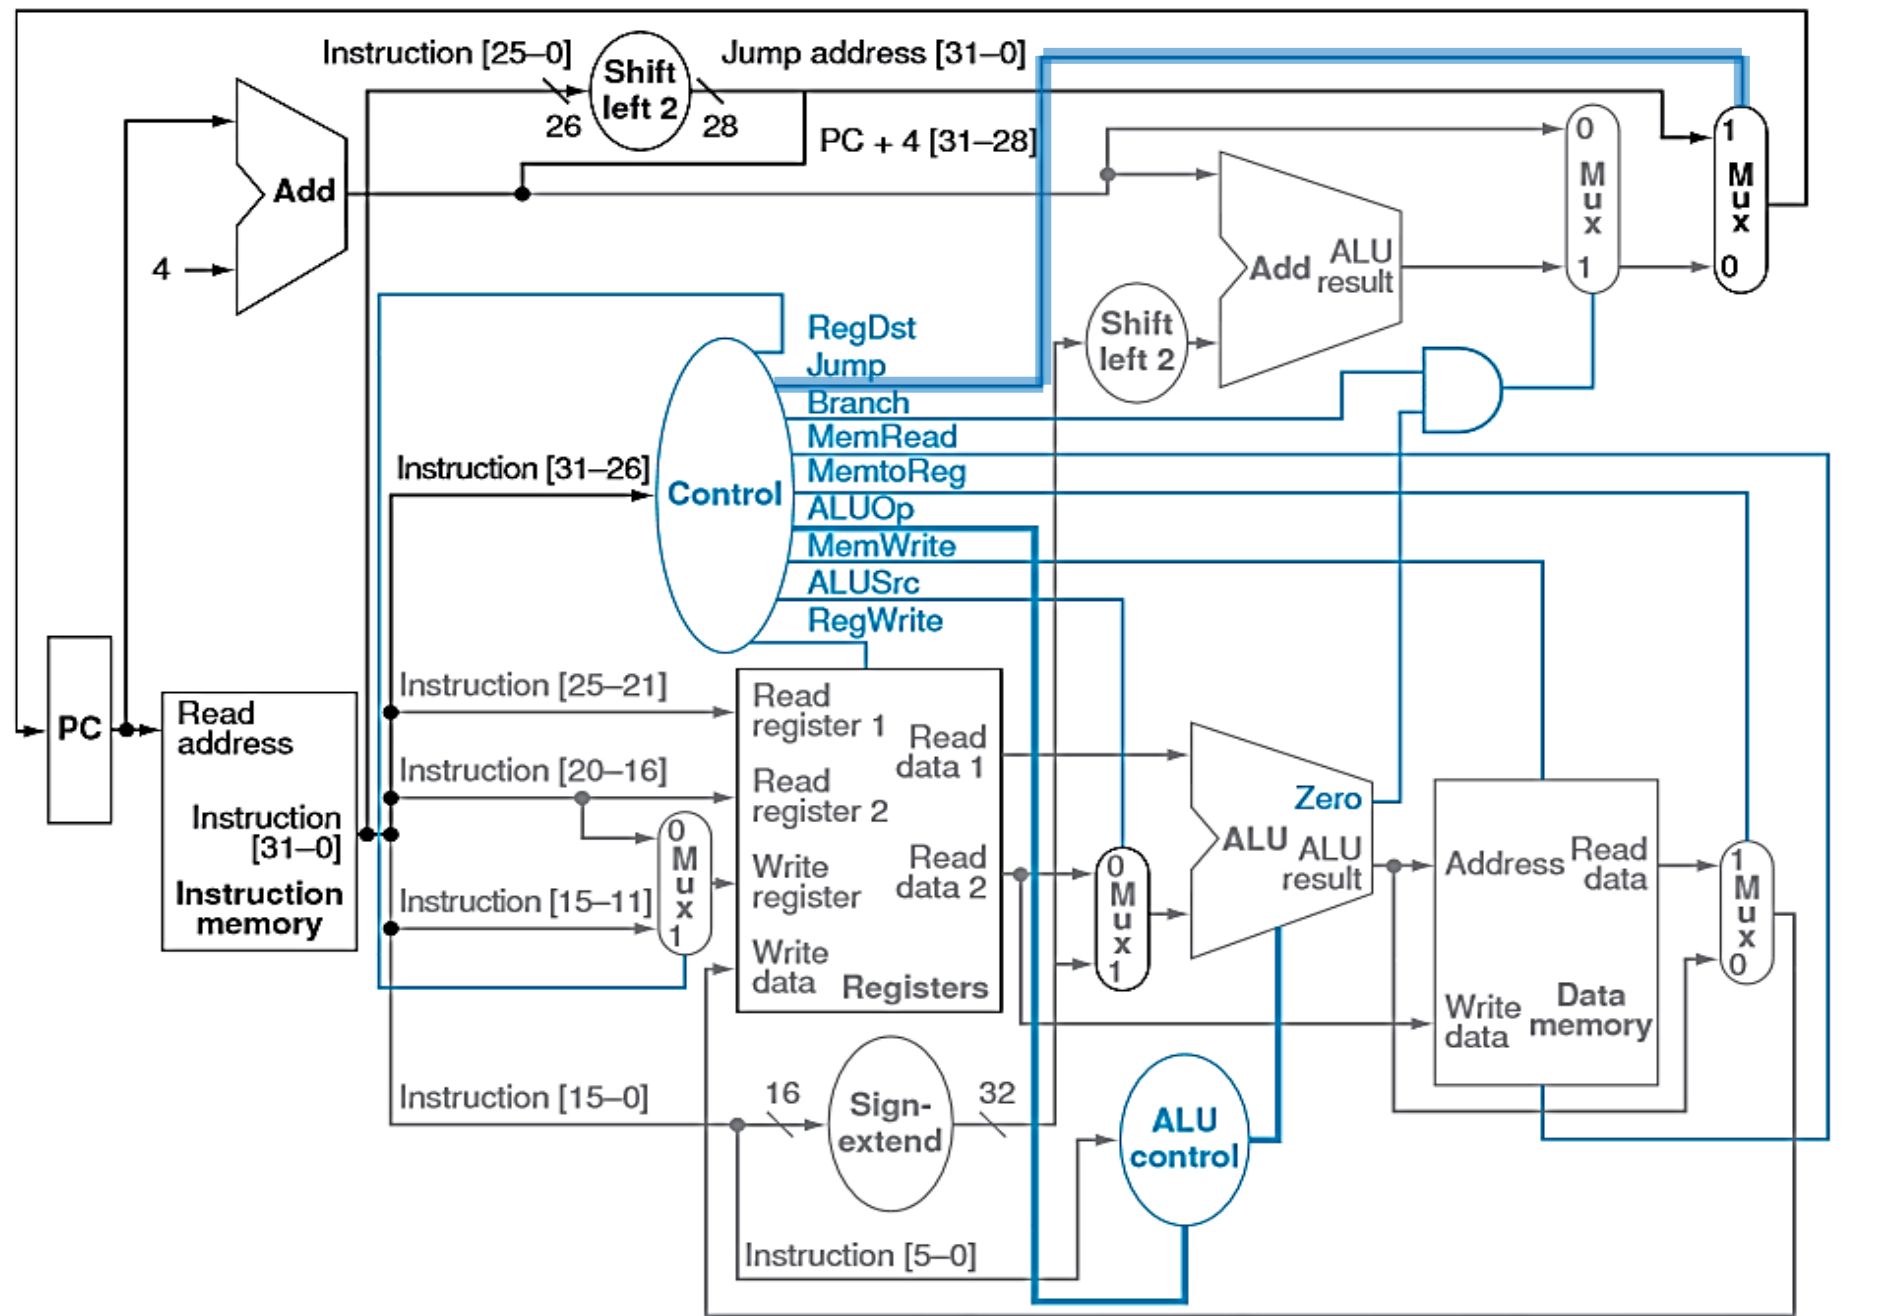 Instruction [25–0]
Shift
left 2
Jump address [31–0]
26
28
PC + 4 [31–28]
Add
4
0
M
u
x
1
1
M
u
x
0
Add
ALU
result
Shift
left 2
RegDst
Jump
Branch
MemRead
MemtoReg
ALUOp
MemWrite
ALUSrc
RegWrite
Instruction [31–26]
Control
PC
Read
address
Instruction
[31–0]
Instruction
memory
Instruction [25–21]
Instruction [20–16]
Instruction [15–11]
0
M
u
x
1
Read
register 1
Read
register 2
Write
register
Write
data
Read
data 1
Read
data 2
Registers
0
M
u
x
1
Zero
ALU
ALU
result
Address
Read
data
Write
data
Data
memory
1
M
u
x
0
Instruction [15–0]
16
Sign-
extend
32
ALU
control
Instruction [5–0]